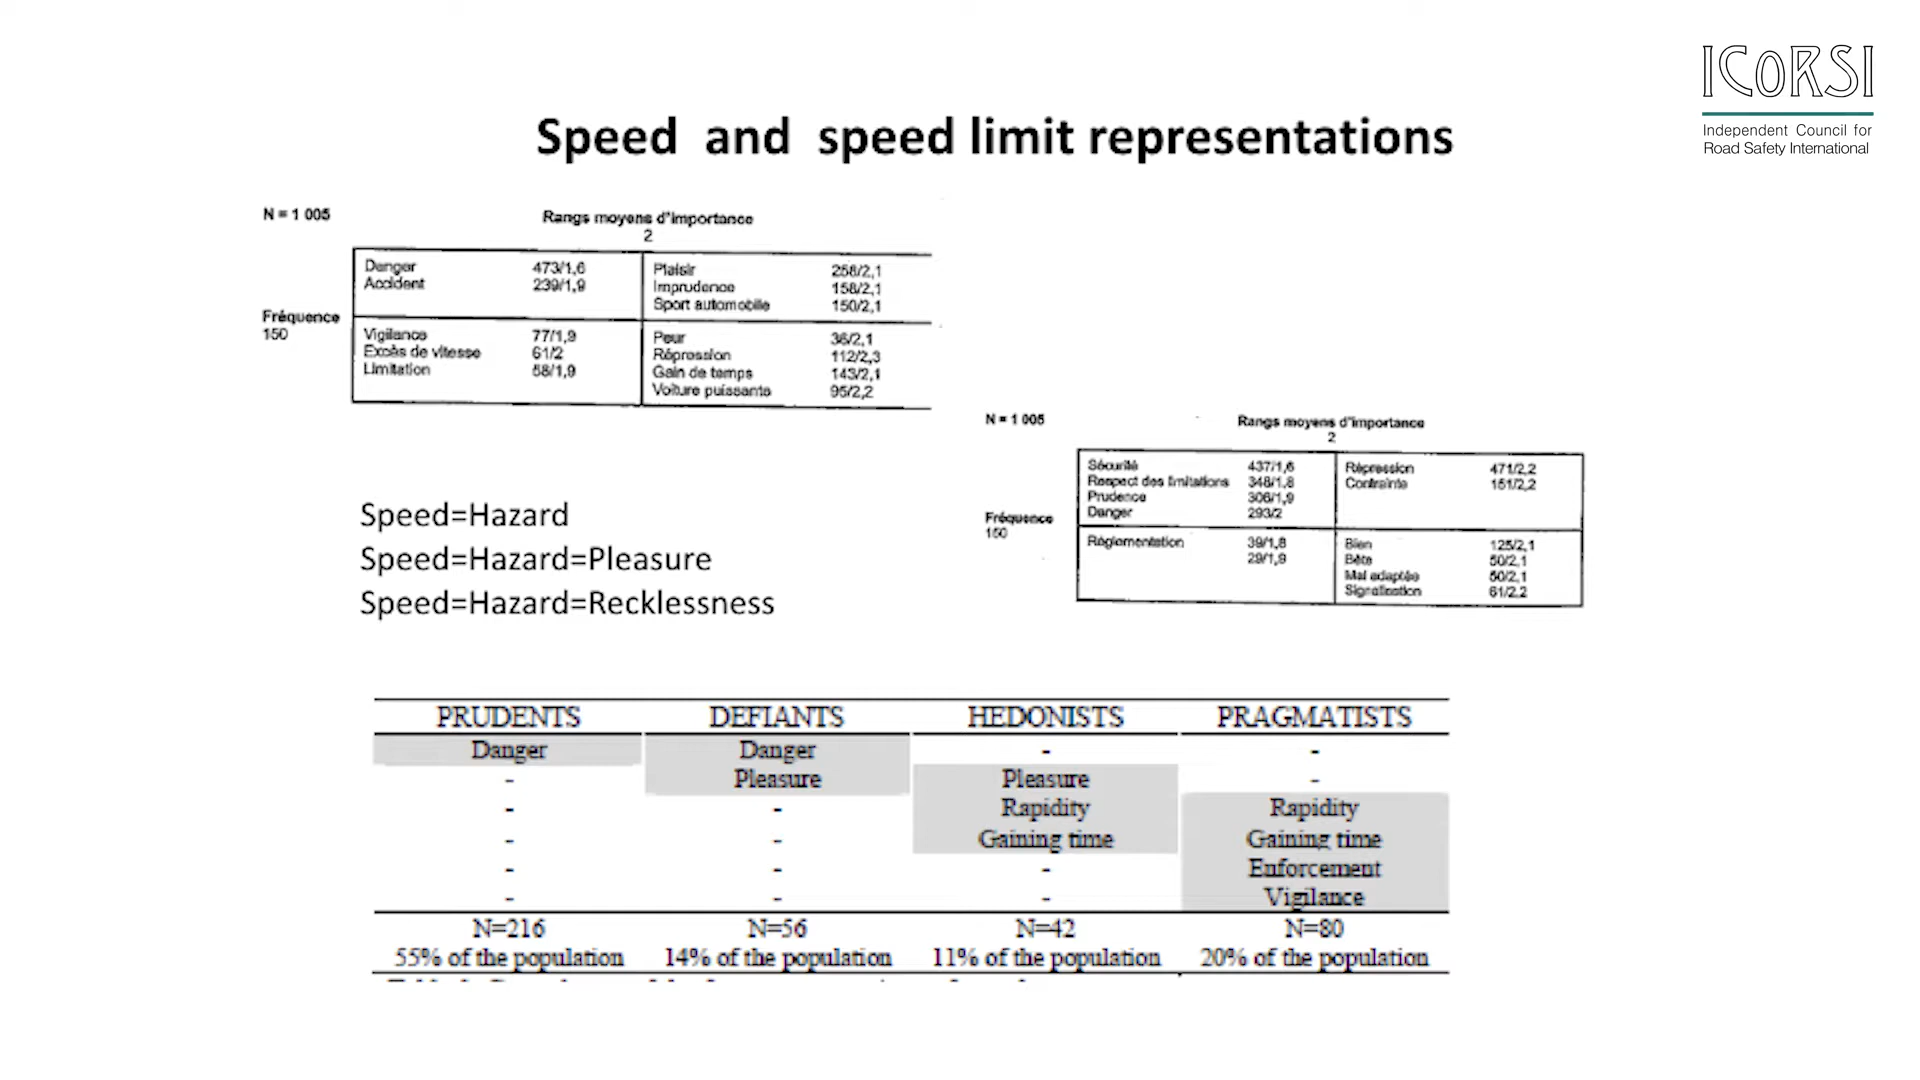 ICoRSI
Independent Council for
Road Safety International
Speed and speed limit representations
N = 1 005
Rangs moyens d'importance
2
Danger 473/1,6 Plaisir 258/2,1
Accident 239/1,9 Imprudence 158/2,1
Sport automobile 150/2,1
Fréquence
150
Vigilance 77/1,9 Peur 36/2,1
Excès de vitesse 61/2 Répression 112/2,3
Limitation 58/1,9 Gain de temps 143/2,1
Voiture puissante 95/2,2
N = 1 005
Rangs moyens d'importance
2
Sécurité 437/1,6 Répression 471/2,2
Respect des limitations 348/1,8 Contrainte 151/2,2
Prudence 306/1,9
Danger 293/2
Fréquence
150
Réglementation 39/1,8 Bien 125/2,1
29/1,9 Bête 50/2,1
Mal adaptée 50/2,1
Signalisation 61/2,2
Speed=Hazard
Speed=Hazard=Pleasure
Speed=Hazard=Recklessness
PRUDENTS DEFIANTS HEDONISTS PRAGMATISTS
Danger Danger - -
- Pleasure Pleasure -
- - Rapidity Rapidity
- - Gaining time Gaining time
- - - Enforcement
- - - Vigilance
N=216 N=56 N=42 N=80
55% of the population 14% of the population 11% of the population 20% of the population